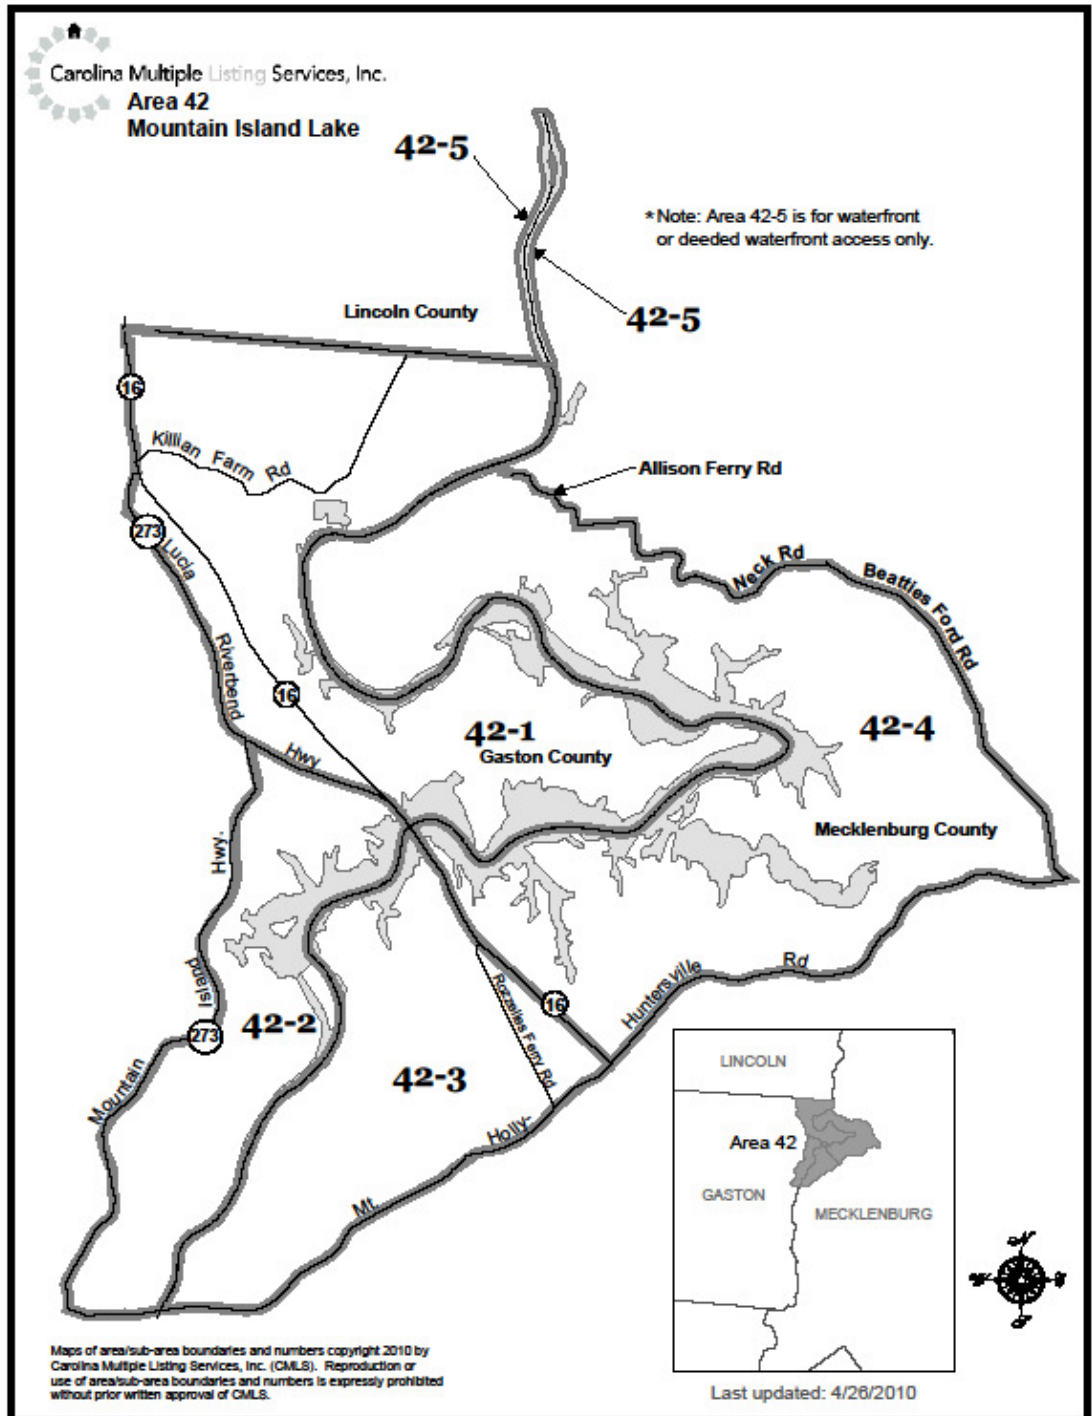 Carolina Multiple Listing Services, Inc.
Area 42
Mountain Island Lake
42-5
*Note: Area 42-5 is for waterfront
or deeded waterfront access only.
42-5
Lincoln County
16
Killian Farm Rd
Allison Ferry Rd
273
Lucia
Neck Rd
Beatties Ford Rd
Riverbend
16
42-1
Gaston County
42-4
Hwy
Mecklenburg County
Hwy.
Island
Rd
Huntersville
16
Rozzelles Ferry Rd
42-2
273
42-3
Mountain
Holly-
Mt.
LINCOLN
Area 42
GASTON
MECKLENBURG
N
W
E
S
Maps of area/sub-area boundaries and numbers copyright 2010 by
Carolina Multiple Listing Services, Inc. (CMLS). Reproduction or
use of area/sub-area boundaries and numbers is expressly prohibited
without prior written approval of CMLS.
Last updated: 4/26/2010